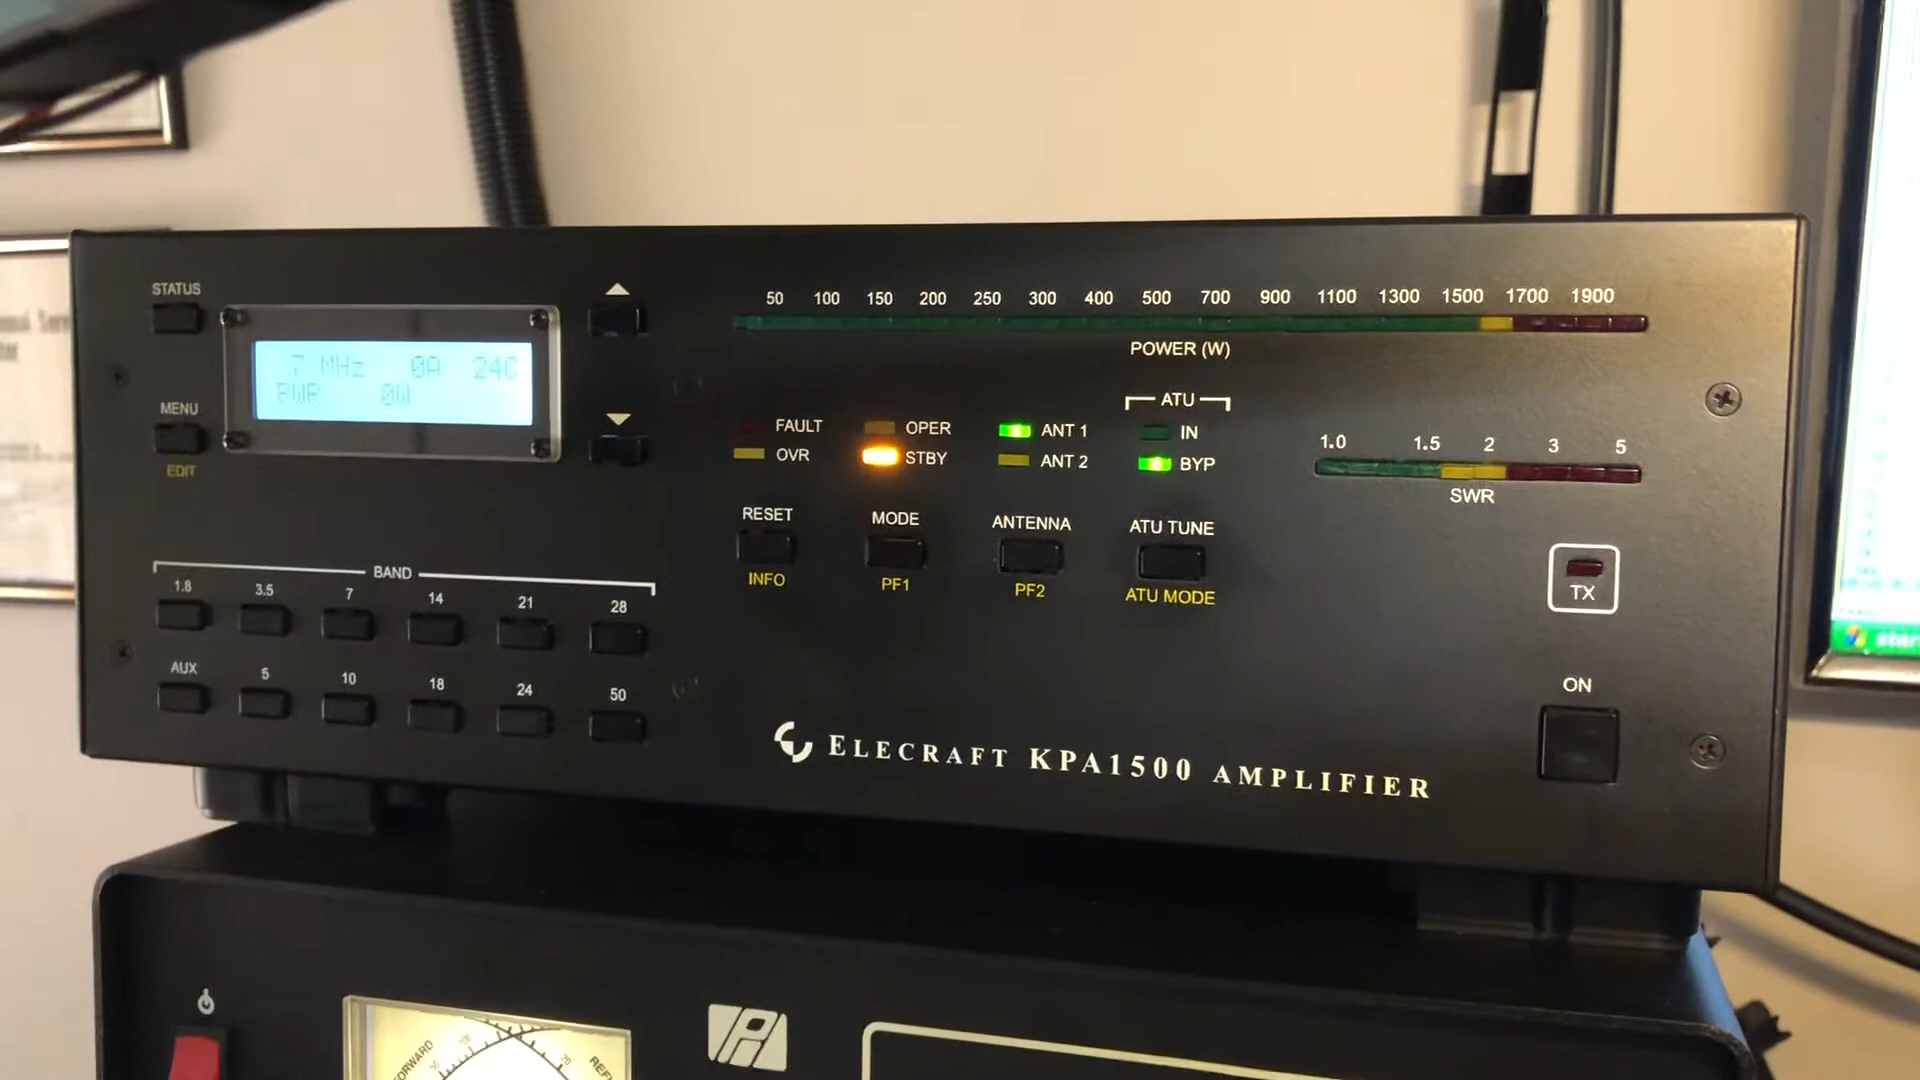 STATUS
7 MHz 0A 24C
PWR 0W
MENU
EDIT
BAND
1.8 3.5 7 14 21 28
AUX 5 10 18 24 50
50 100 150 200 250 300 400 500 700 900 1100 1300 1500 1700 1900
POWER (W)
ATU
FAULT OPER ANT 1 IN
OVR STBY ANT 2 BYP
1.0 1.5 2 3 5
SWR
RESET MODE ANTENNA ATU TUNE
INFO PF1 PF2 ATU MODE
TX
ON
ELECRAFT KPA1500 AMPLIFIER
start
FORWARD
20